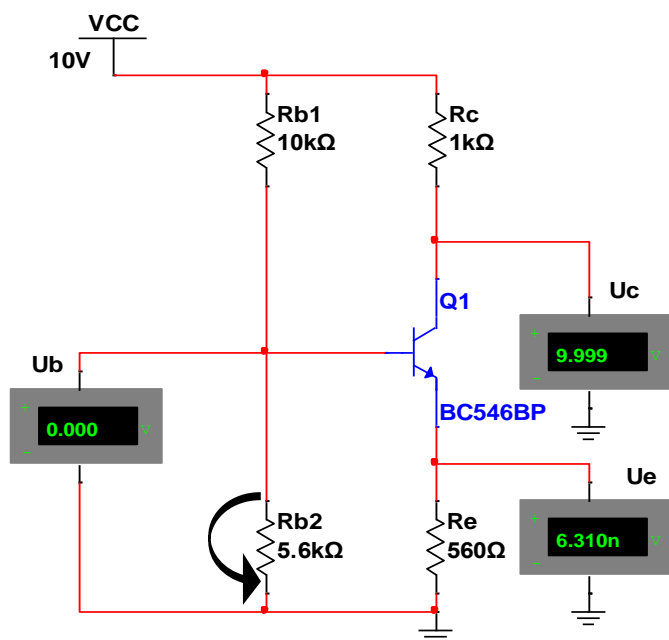 VCC
10V
Rb1
10kΩ
Rc
1kΩ
Q1
Uc
+
9.999 V
-
Ub
+
0.000 V
-
BC546BP
Rb2
5.6kΩ
Re
560Ω
Ue
+
6.310n V
-